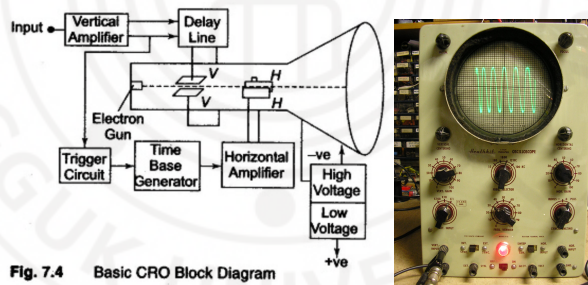 Input
Vertical
Amplifier
Delay
Line
V
H
V
H
Electron
Gun
Trigger
Circuit
Time
Base
Generator
Horizontal
Amplifier
–ve
High
Voltage
Low
Voltage
+ve
Fig. 7.4 Basic CRO Block Diagram